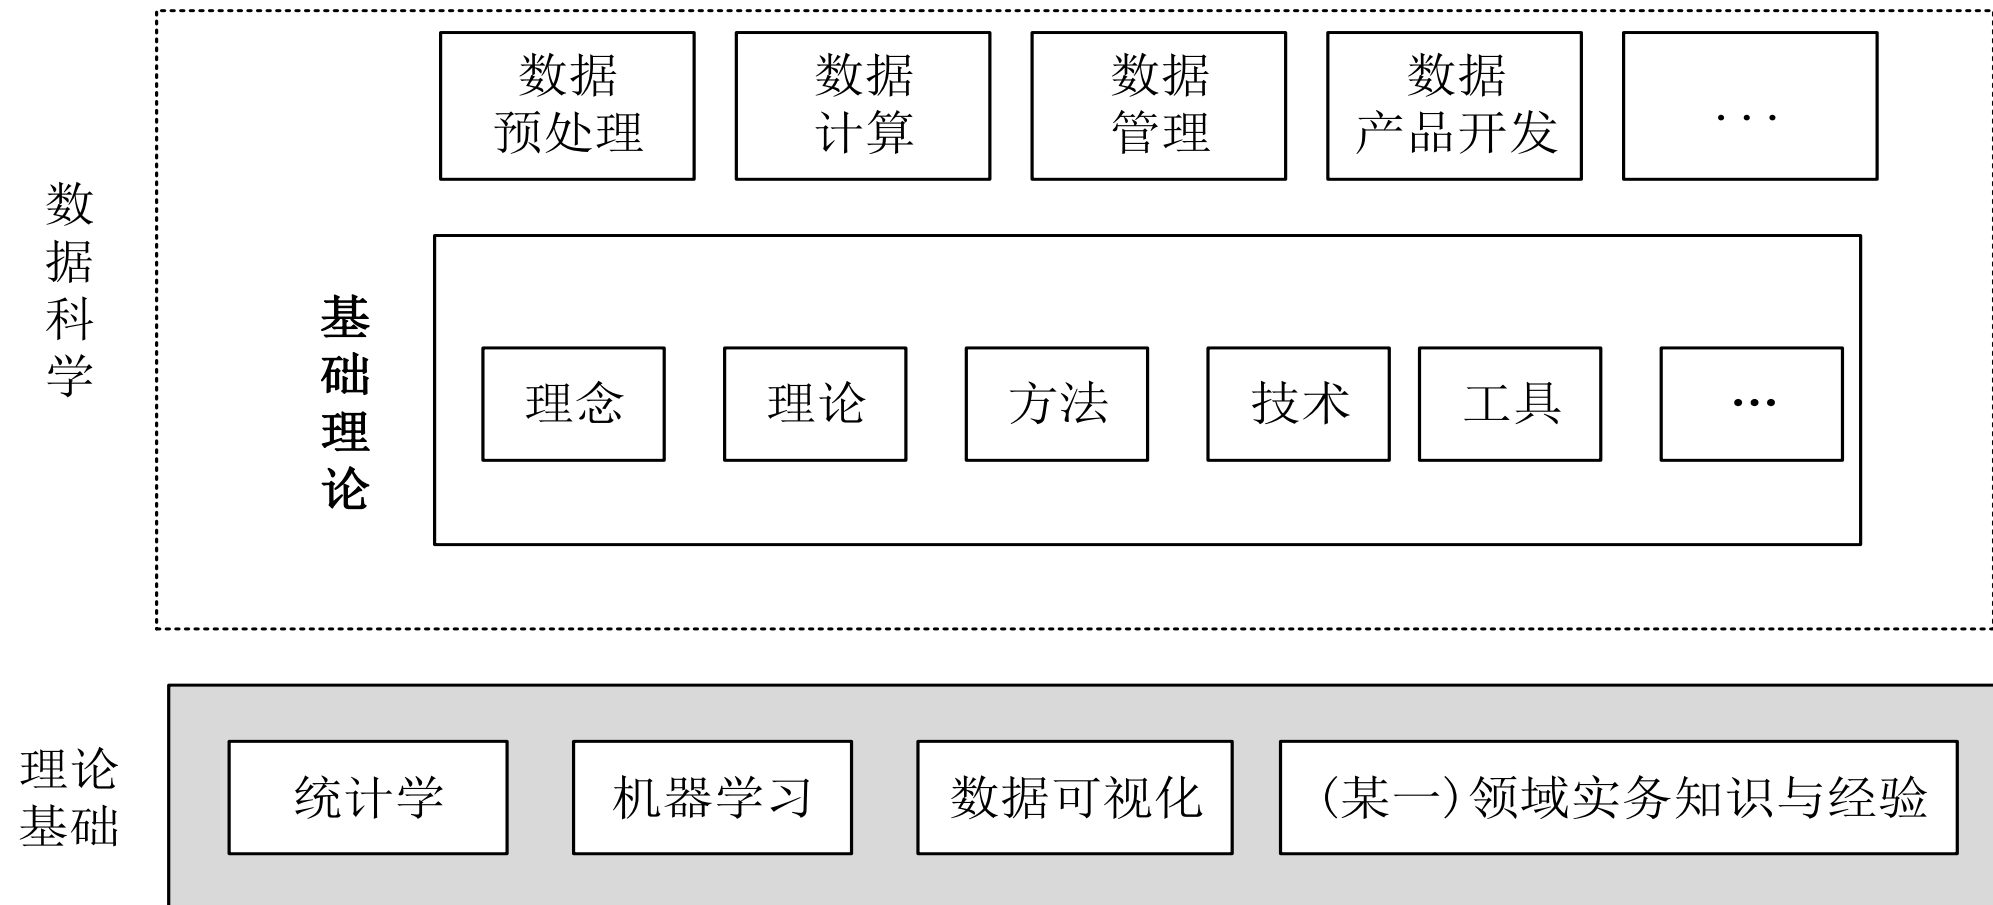 数据
预处理
数据
计算
数据
管理
数据
产品开发
...
数
据
科
学
基
础
理
论
理念
理论
方法
技术
工具
...
理论
基础
统计学
机器学习
数据可视化
(某一)领域实务知识与经验